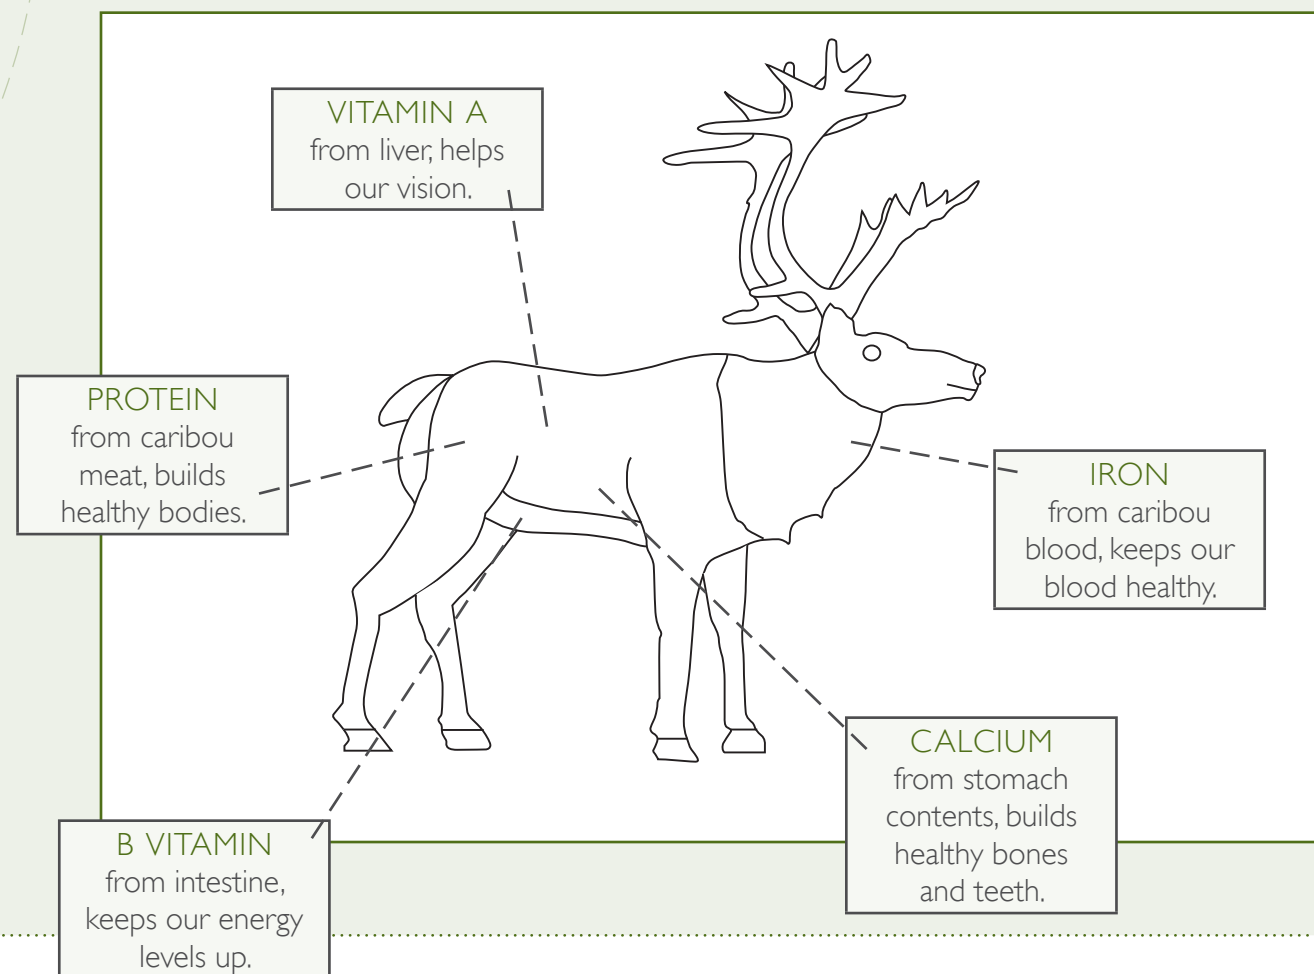 VITAMIN A
from liver, helps
our vision.
PROTEIN
from caribou
meat, builds
healthy bodies.
IRON
from caribou
blood, keeps our
blood healthy.
CALCIUM
from stomach
contents, builds
healthy bones
and teeth.
B VITAMIN
from intestine,
keeps our energy
levels up.